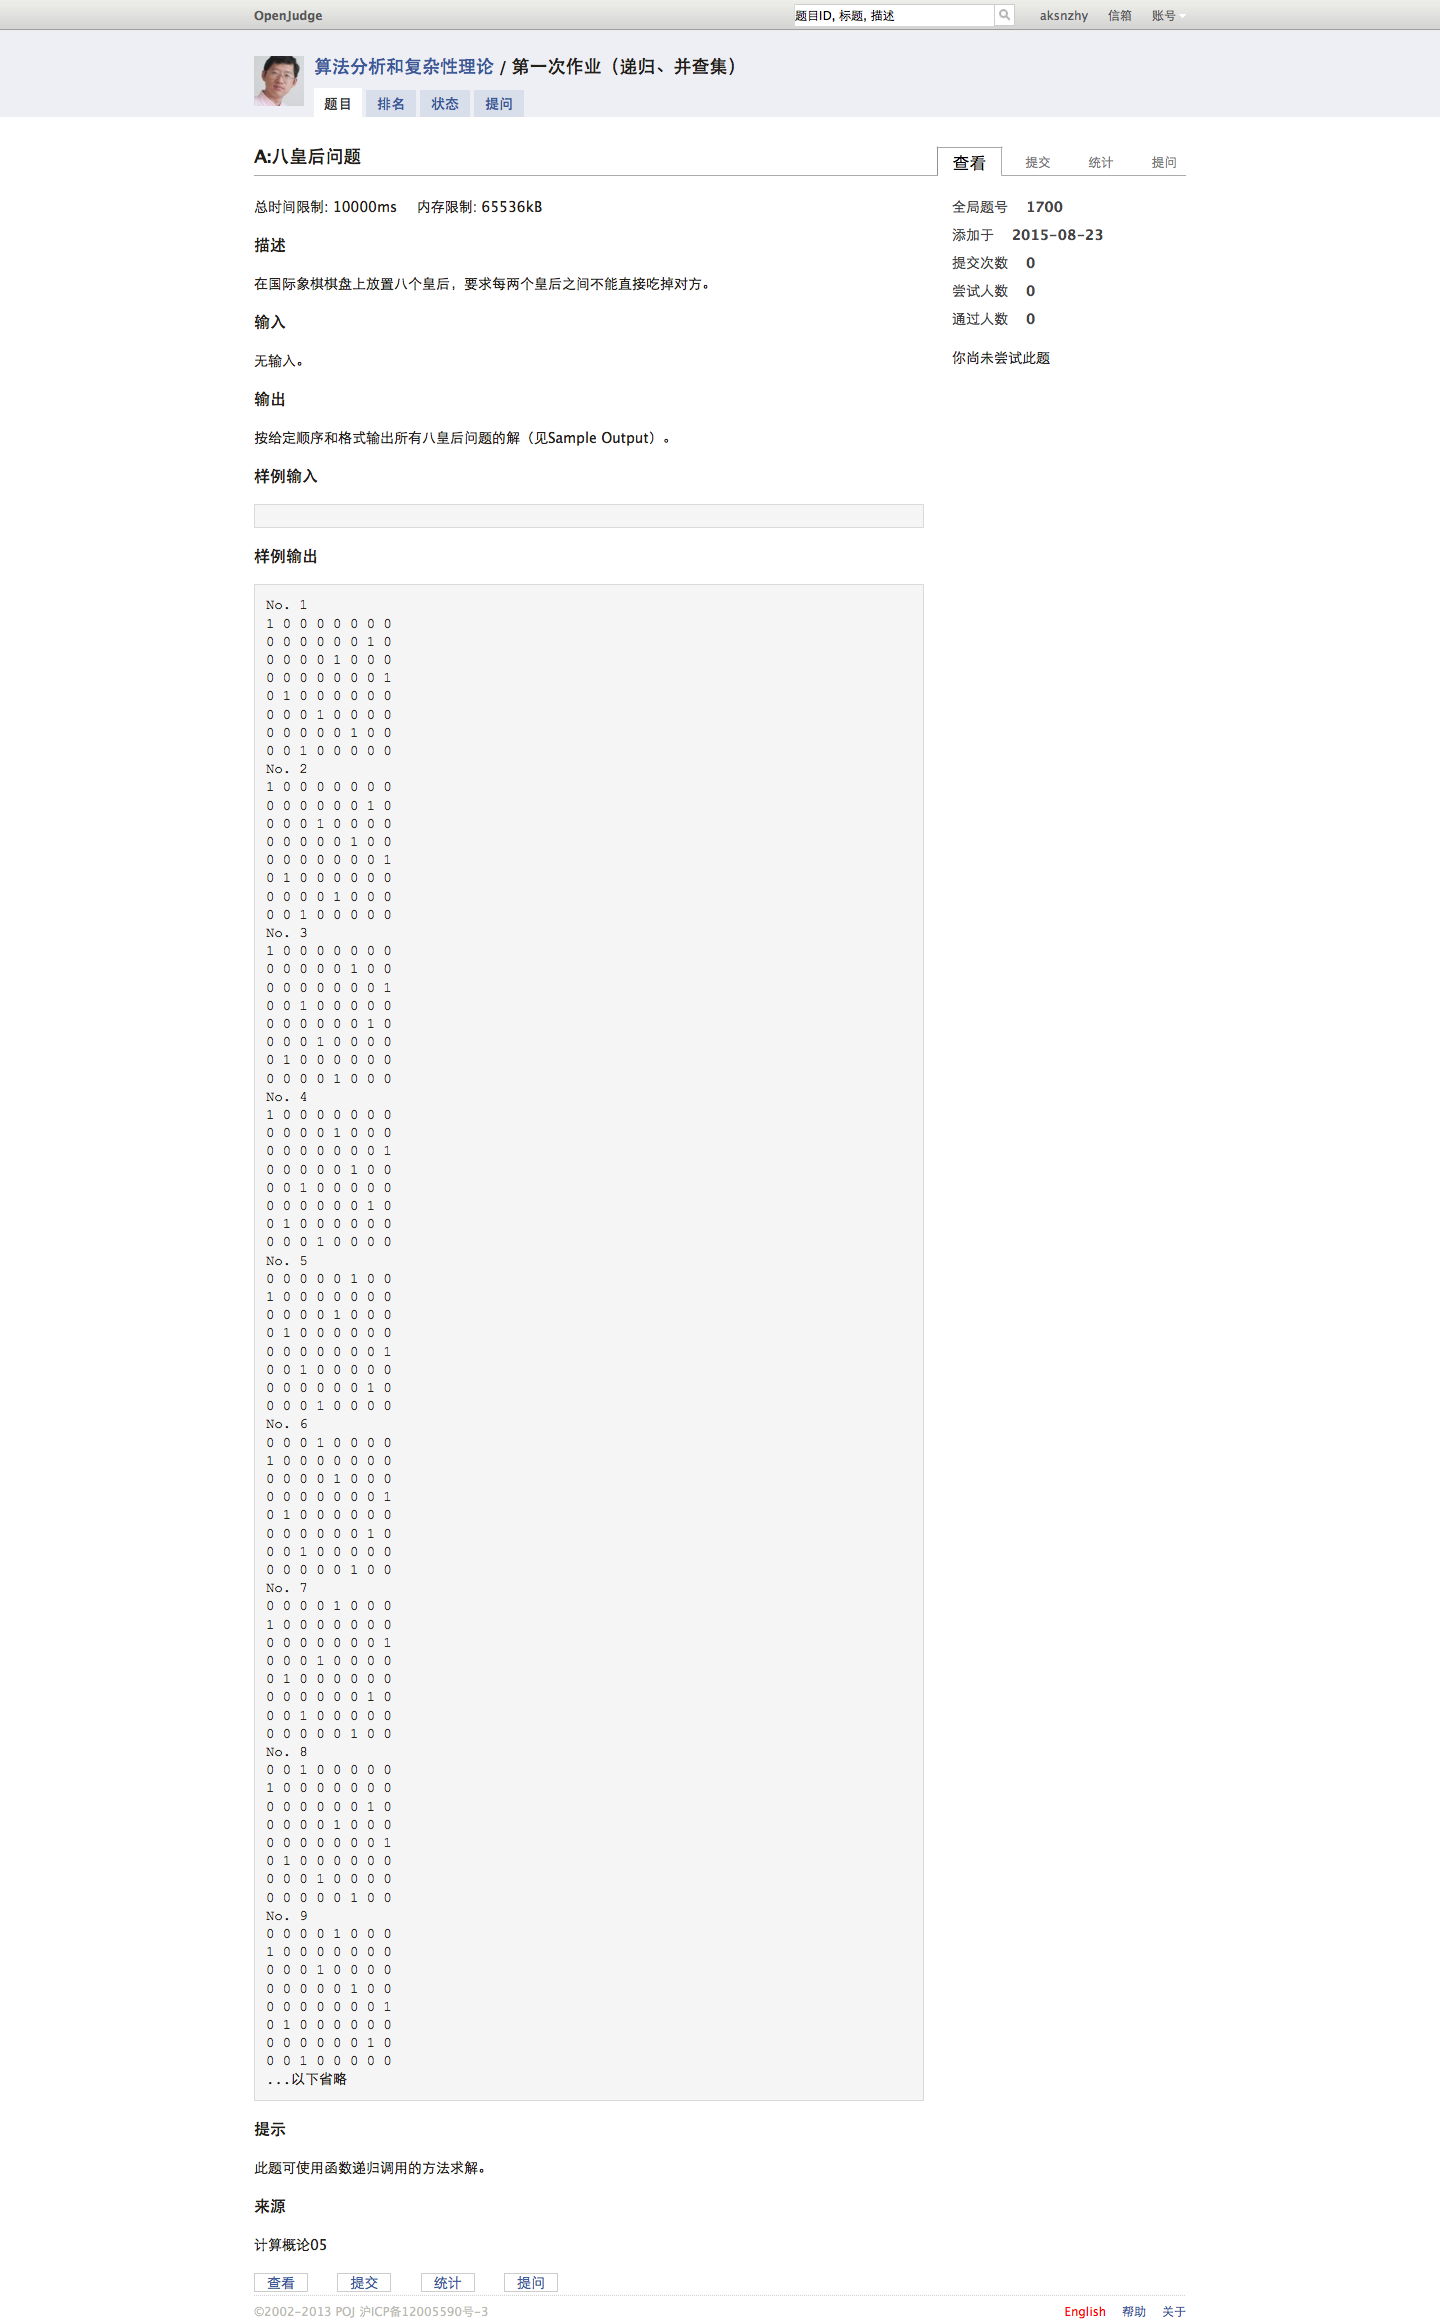 OpenJudge
题目ID, 标题, 描述
aksnzhy 信箱 账号
算法分析和复杂性理论 / 第一次作业（递归、并查集）
题目 排名 状态 提问
A:八皇后问题
查看 提交 统计 提问
总时间限制: 10000ms 内存限制: 65536kB
描述
在国际象棋棋盘上放置八个皇后，要求每两个皇后之间不能直接吃掉对方。
输入
无输入。
输出
按给定顺序和格式输出所有八皇后问题的解（见Sample Output）。
样例输入
样例输出
No. 1
1 0 0 0 0 0 0 0
0 0 0 0 0 0 1 0
0 0 0 0 1 0 0 0
0 0 0 0 0 0 0 1
0 1 0 0 0 0 0 0
0 0 0 1 0 0 0 0
0 0 0 0 0 1 0 0
0 0 1 0 0 0 0 0
No. 2
1 0 0 0 0 0 0 0
0 0 0 0 0 0 1 0
0 0 0 1 0 0 0 0
0 0 0 0 0 1 0 0
0 0 0 0 0 0 0 1
0 1 0 0 0 0 0 0
0 0 0 0 1 0 0 0
0 0 1 0 0 0 0 0
No. 3
1 0 0 0 0 0 0 0
0 0 0 0 0 1 0 0
0 0 0 0 0 0 0 1
0 0 1 0 0 0 0 0
0 0 0 0 0 0 1 0
0 0 0 1 0 0 0 0
0 1 0 0 0 0 0 0
0 0 0 0 1 0 0 0
No. 4
1 0 0 0 0 0 0 0
0 0 0 0 1 0 0 0
0 0 0 0 0 0 0 1
0 0 0 0 0 1 0 0
0 0 1 0 0 0 0 0
0 0 0 0 0 0 1 0
0 1 0 0 0 0 0 0
0 0 0 1 0 0 0 0
No. 5
0 0 0 0 0 1 0 0
1 0 0 0 0 0 0 0
0 0 0 0 1 0 0 0
0 1 0 0 0 0 0 0
0 0 0 0 0 0 0 1
0 0 1 0 0 0 0 0
0 0 0 0 0 0 1 0
0 0 0 1 0 0 0 0
No. 6
0 0 0 1 0 0 0 0
1 0 0 0 0 0 0 0
0 0 0 0 1 0 0 0
0 0 0 0 0 0 0 1
0 1 0 0 0 0 0 0
0 0 0 0 0 0 1 0
0 0 1 0 0 0 0 0
0 0 0 0 0 1 0 0
No. 7
0 0 0 0 1 0 0 0
1 0 0 0 0 0 0 0
0 0 0 0 0 0 0 1
0 0 0 1 0 0 0 0
0 1 0 0 0 0 0 0
0 0 0 0 0 0 1 0
0 0 1 0 0 0 0 0
0 0 0 0 0 1 0 0
No. 8
0 0 1 0 0 0 0 0
1 0 0 0 0 0 0 0
0 0 0 0 0 0 1 0
0 0 0 0 1 0 0 0
0 0 0 0 0 0 0 1
0 1 0 0 0 0 0 0
0 0 0 1 0 0 0 0
0 0 0 0 0 1 0 0
No. 9
0 0 0 0 1 0 0 0
1 0 0 0 0 0 0 0
0 0 0 1 0 0 0 0
0 0 0 0 0 1 0 0
0 0 0 0 0 0 0 1
0 1 0 0 0 0 0 0
0 0 0 0 0 0 1 0
0 0 1 0 0 0 0 0
...以下省略
提示
此题可使用函数递归调用的方法求解。
来源
计算概论05
全局题号 1700
添加于 2015-08-23
提交次数 0
尝试人数 0
通过人数 0
你尚未尝试此题
查看 提交 统计 提问
©2002-2013 POJ 沪ICP备12005590号-3
English 帮助 关于